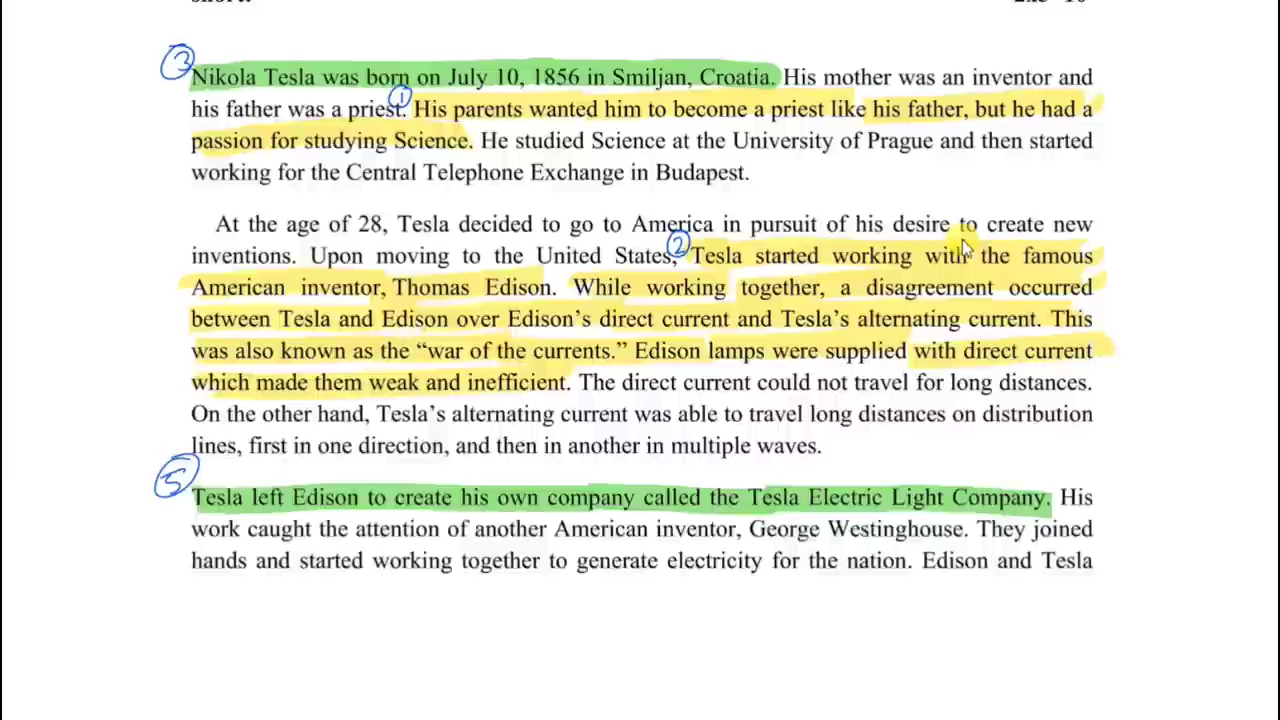 ③
Nikola Tesla was born on July 10, 1856 in Smiljan, Croatia. His mother was an inventor and
①
his father was a priest. His parents wanted him to become a priest like his father, but he had a
passion for studying Science. He studied Science at the University of Prague and then started
working for the Central Telephone Exchange in Budapest.
At the age of 28, Tesla decided to go to America in pursuit of his desire to create new
②
inventions. Upon moving to the United States, Tesla started working with the famous
American inventor, Thomas Edison. While working together, a disagreement occurred
between Tesla and Edison over Edison’s direct current and Tesla’s alternating current. This
was also known as the “war of the currents.” Edison lamps were supplied with direct current
which made them weak and inefficient. The direct current could not travel for long distances.
On the other hand, Tesla’s alternating current was able to travel long distances on distribution
lines, first in one direction, and then in another in multiple waves.
⑤
Tesla left Edison to create his own company called the Tesla Electric Light Company. His
work caught the attention of another American inventor, George Westinghouse. They joined
hands and started working together to generate electricity for the nation. Edison and Tesla